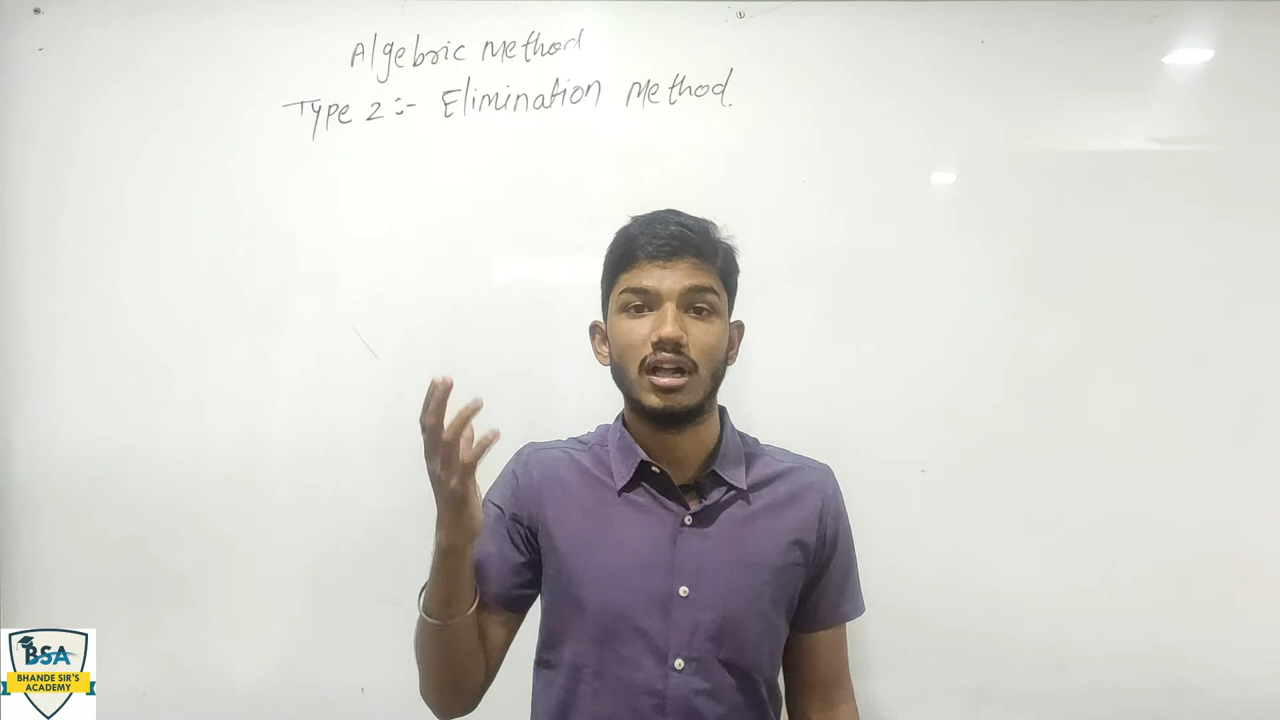 Algebric Method
Type 2 :- Elimination Method.
BSA
BHANDE SIR'S
ACADEMY